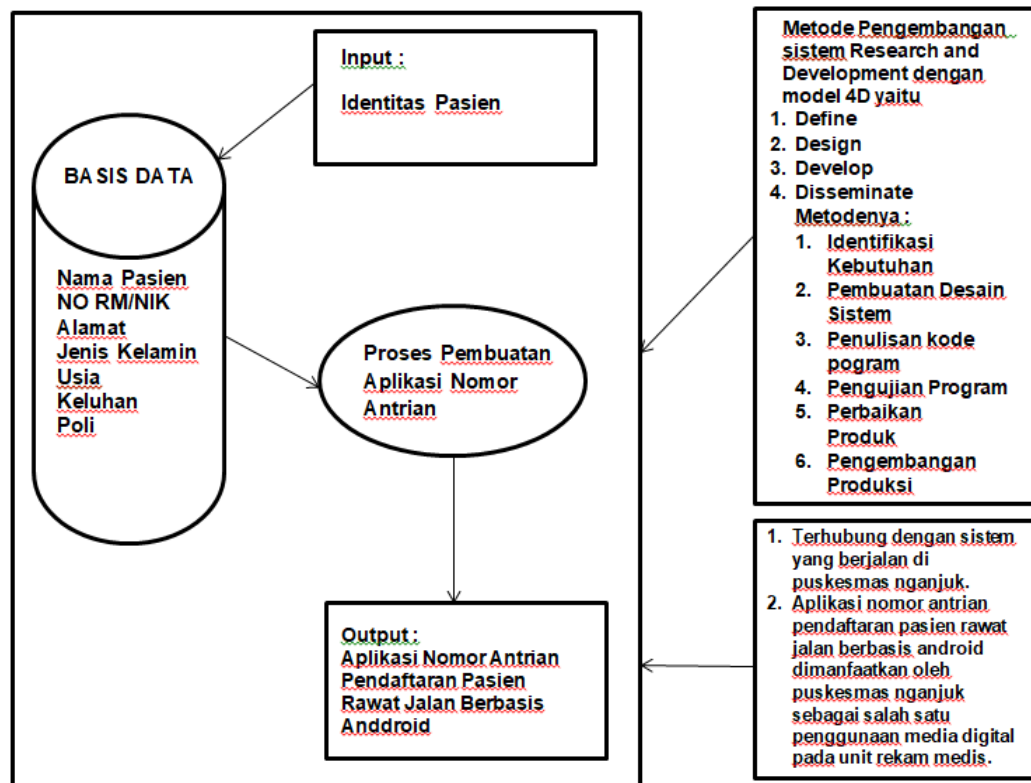 Input :
Identitas Pasien
BASIS DATA
Nama Pasien
NO RM/NIK
Alamat
Jenis Kelamin
Usia
Keluhan
Poli
Proses Pembuatan
Aplikasi Nomor
Antrian
Output :
Aplikasi Nomor Antrian
Pendaftaran Pasien
Rawat Jalan Berbasis
Anddroid
Metode Pengembangan
sistem Research and
Development dengan
model 4D yaitu
1. Define
2. Design
3. Develop
4. Disseminate
Metodenya :
1. Identifikasi
Kebutuhan
2. Pembuatan Desain
Sistem
3. Penulisan kode
pogram
4. Pengujian Program
5. Perbaikan
Produk
6. Pengembangan
Produksi
1. Terhubung dengan sistem
yang berjalan di
puskesmas nganjuk.
2. Aplikasi nomor antrian
pendaftaran pasien rawat
jalan berbasis android
dimanfaatkan oleh
puskesmas nganjuk
sebagai salah satu
penggunaan media digital
pada unit rekam medis.